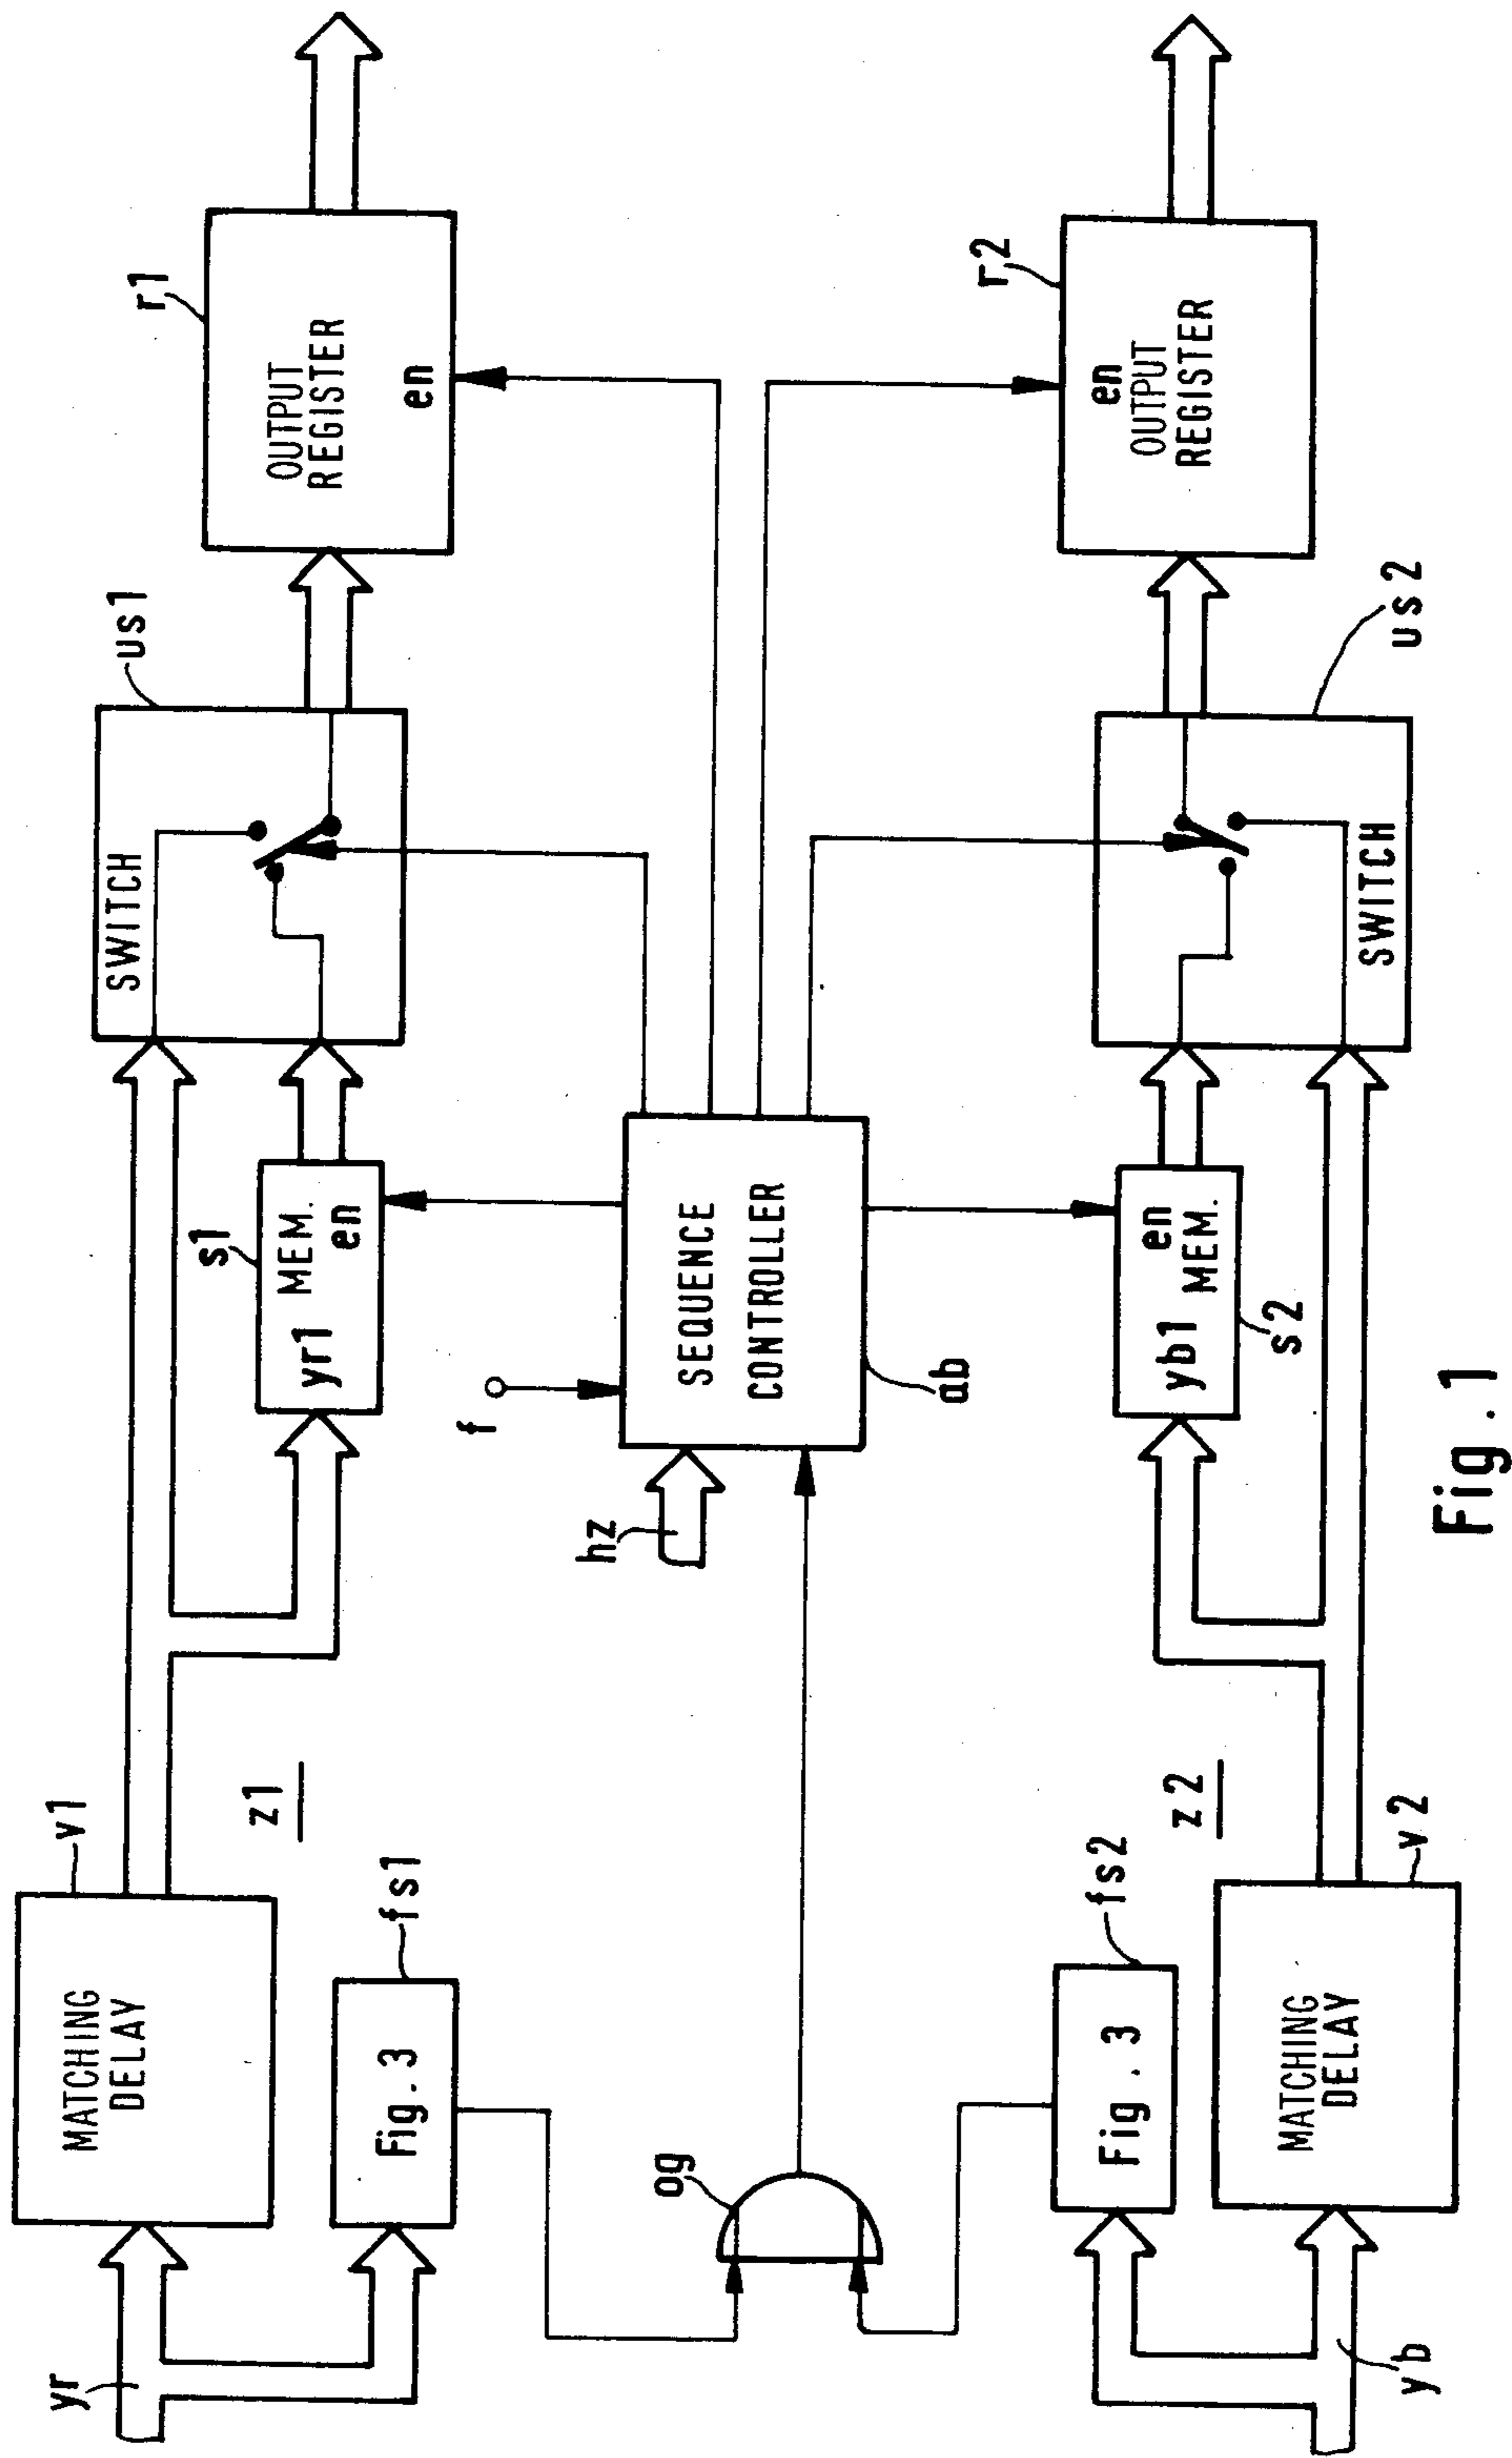 yr
MATCHING
DELAY
v1
z1
Fig. 3
fs1
s1
MEM.
yr1
en
SWITCH
us1
OUTPUT
REGISTER
en
r1
og
hz
f
SEQUENCE
CONTROLLER
ab
Fig. 3
fs2
z2
MATCHING
DELAY
v2
yb
en
yb1 MEM.
s2
SWITCH
us2
en
OUTPUT
REGISTER
r2
Fig.1